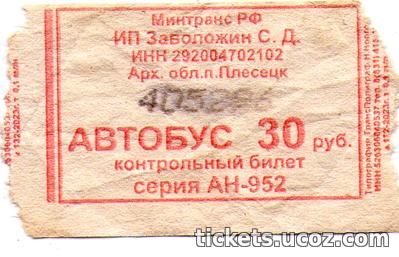 Минтранс РФ
ИП Заболожин С. Д.
ИНН 292004702102
Арх. обл.п.Плесецк
АВТОБУС 30 руб.
контрольный билет
серия АН-952
tickets.ucoz.com